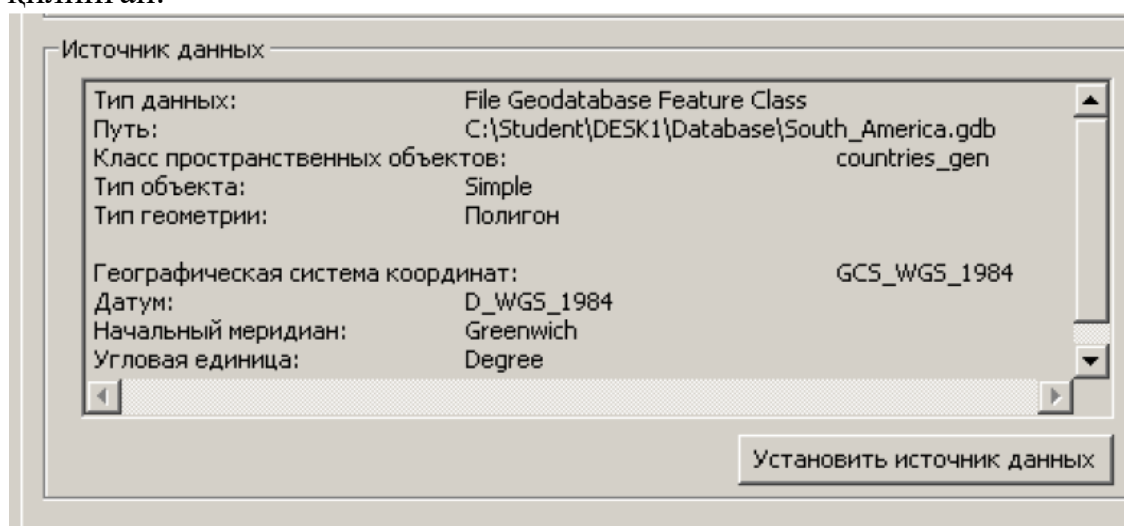 қилинган.
Источник данных
Тип данных: File Geodatabase Feature Class
Путь: C:\Student\DESK1\Database\South_America.gdb
Класс пространственных объектов: countries_gen
Тип объекта: Simple
Тип геометрии: Полигон
Географическая система координат: GCS_WGS_1984
Датум: D_WGS_1984
Начальный меридиан: Greenwich
Угловая единица: Degree
Установить источник данных